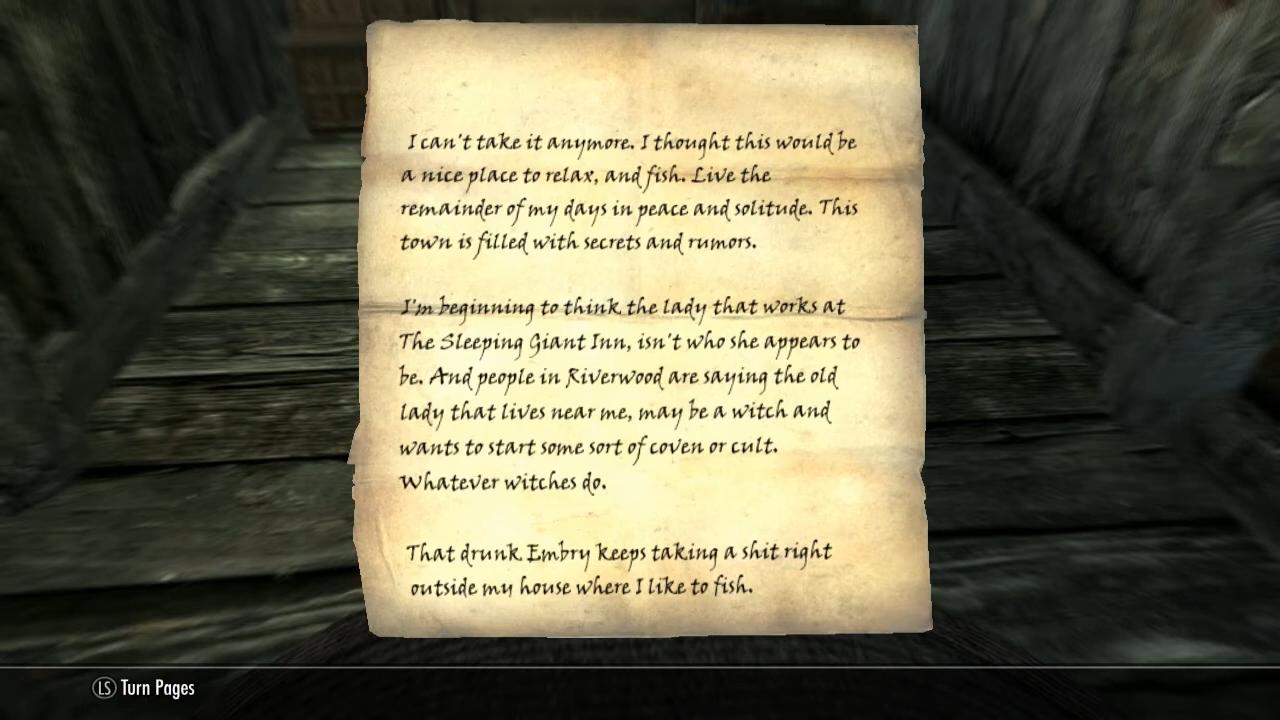 I can't take it anymore. I thought this would be
a nice place to relax, and fish. Live the
remainder of my days in peace and solitude. This
town is filled with secrets and rumors.
I'm beginning to think the lady that works at
The Sleeping Giant Inn, isn't who she appears to
be. And people in Riverwood are saying the old
lady that lives near me, may be a witch and
wants to start some sort of coven or cult.
Whatever witches do.
That drunk Embry keeps taking a shit right
outside my house where I like to fish.
LS Turn Pages